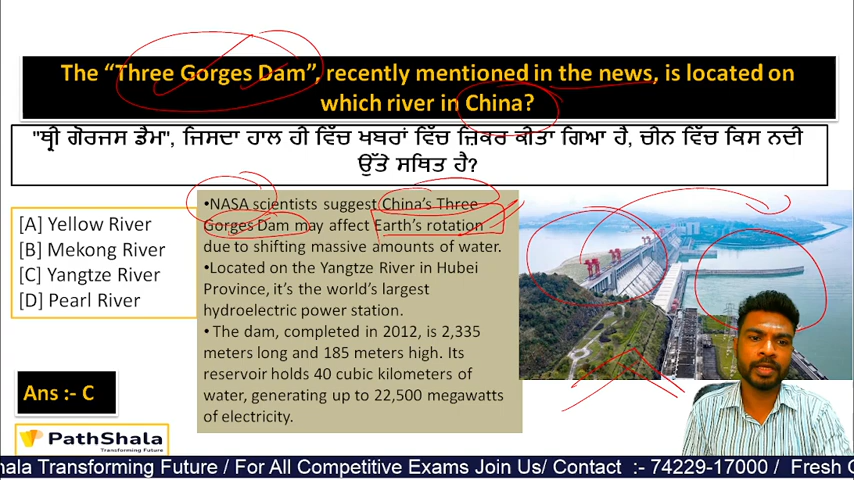 The “Three Gorges Dam”, recently mentioned in the news, is located on
which river in China?
"ਥ੍ਰੀ ਗੋਰਜਸ ਡੈਮ", ਜਿਸਦਾ ਹਾਲ ਹੀ ਵਿੱਚ ਖਬਰਾਂ ਵਿੱਚ ਜ਼ਿਕਰ ਕੀਤਾ ਗਿਆ ਹੈ, ਚੀਨ ਵਿੱਚ ਕਿਸ ਨਦੀ
ਉੱਤੇ ਸਥਿਤ ਹੈ?
[A] Yellow River
[B] Mekong River
[C] Yangtze River
[D] Pearl River
•NASA scientists suggest China’s Three
Gorges Dam may affect Earth’s rotation
due to shifting massive amounts of water.
•Located on the Yangtze River in Hubei
Province, it’s the world’s largest
hydroelectric power station.
•The dam, completed in 2012, is 2,335
meters long and 185 meters high. Its
reservoir holds 40 cubic kilometers of
water, generating up to 22,500 megawatts
of electricity.
Ans :- C
PathShala
Transforming Future
hala Transforming Future / For All Competitive Exams Join Us/ Contact :- 74229-17000 / Fresh